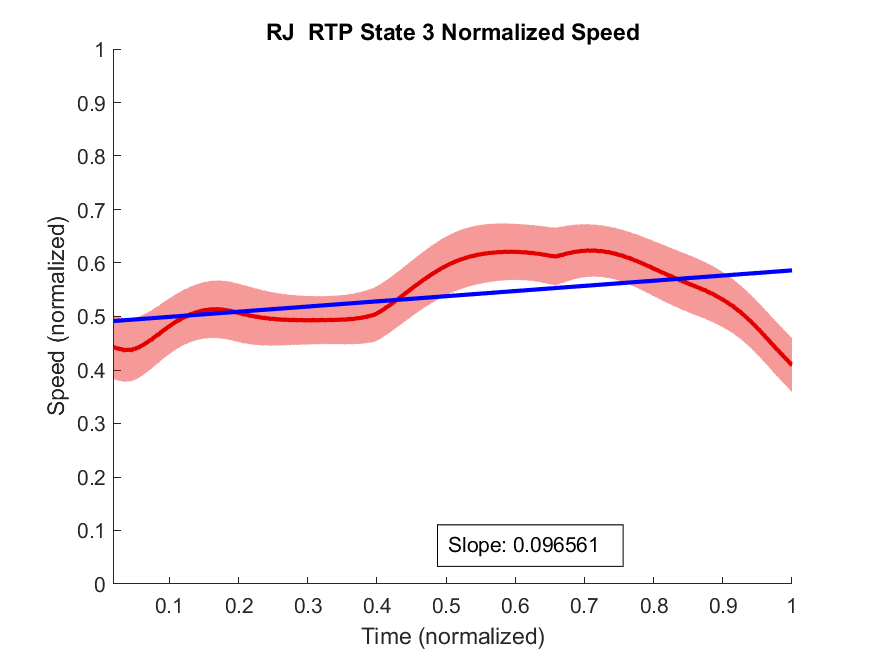 RJ  RTP State 3 Normalized Speed
1
0.9
0.8
0.7
0.6
0.5
0.4
0.3
0.2
0.1
0
Speed (normalized)
Slope: 0.096561
0.1 0.2 0.3 0.4 0.5 0.6 0.7 0.8 0.9 1
Time (normalized)